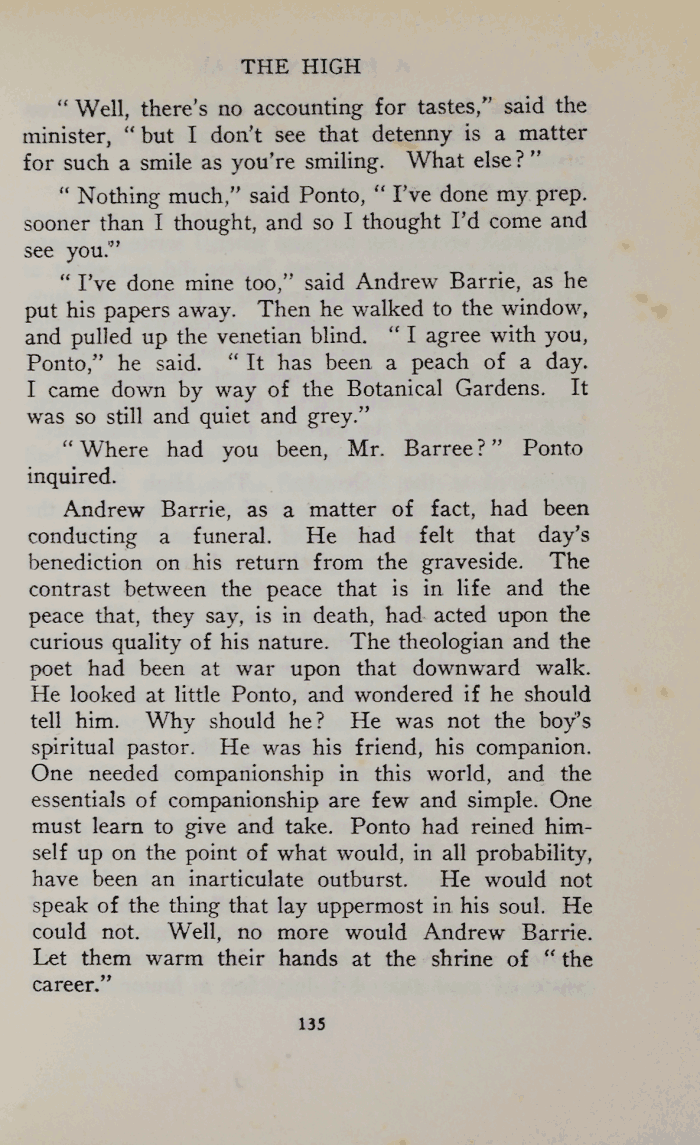 THE HIGH
“ Well, there's no accounting for tastes,” said the
minister, “ but I don't see that detenny is a matter
for such a smile as you're smiling. What else? ”
“ Nothing much,” said Ponto, “ I've done my prep.
sooner than I thought, and so I thought I'd come and
see you.”
“ I've done mine too,” said Andrew Barrie, as he
put his papers away. Then he walked to the window,
and pulled up the venetian blind. “ I agree with you,
Ponto,” he said. “ It has been a peach of a day.
I came down by way of the Botanical Gardens. It
was so still and quiet and grey.”
“ Where had you been, Mr. Barree? ” Ponto
inquired.
Andrew Barrie, as a matter of fact, had been
conducting a funeral. He had felt that day's
benediction on his return from the graveside. The
contrast between the peace that is in life and the
peace that, they say, is in death, had acted upon the
curious quality of his nature. The theologian and the
poet had been at war upon that downward walk.
He looked at little Ponto, and wondered if he should
tell him. Why should he? He was not the boy's
spiritual pastor. He was his friend, his companion.
One needed companionship in this world, and the
essentials of companionship are few and simple. One
must learn to give and take. Ponto had reined him-
self up on the point of what would, in all probability,
have been an inarticulate outburst. He would not
speak of the thing that lay uppermost in his soul. He
could not. Well, no more would Andrew Barrie.
Let them warm their hands at the shrine of “ the
career.”
135